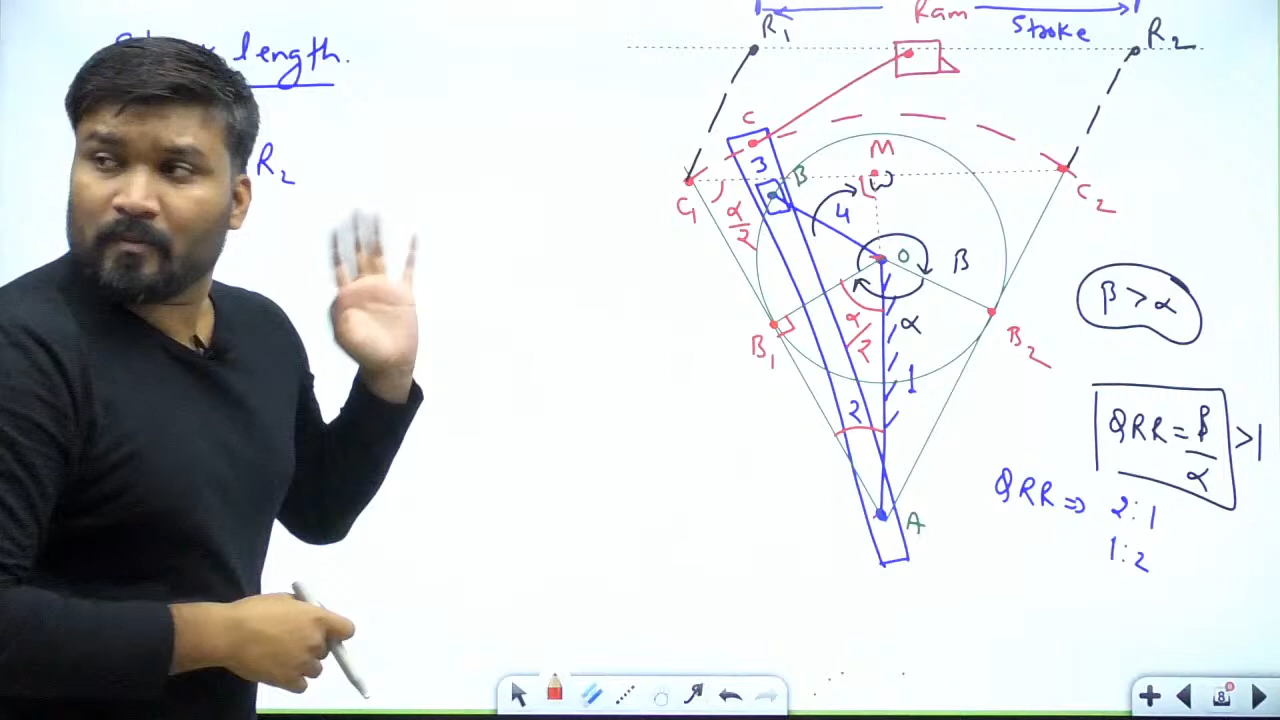 length.
R₂
Ram
Stroke
R₁
R₂
C
3
B
M
ω
C₁
α/2
4
O
β
C₂
β > α
B₁
α/2
α
B₂
1
2
QRR = β/α > 1
QRR ⇒ 2:1
1:2
A
8